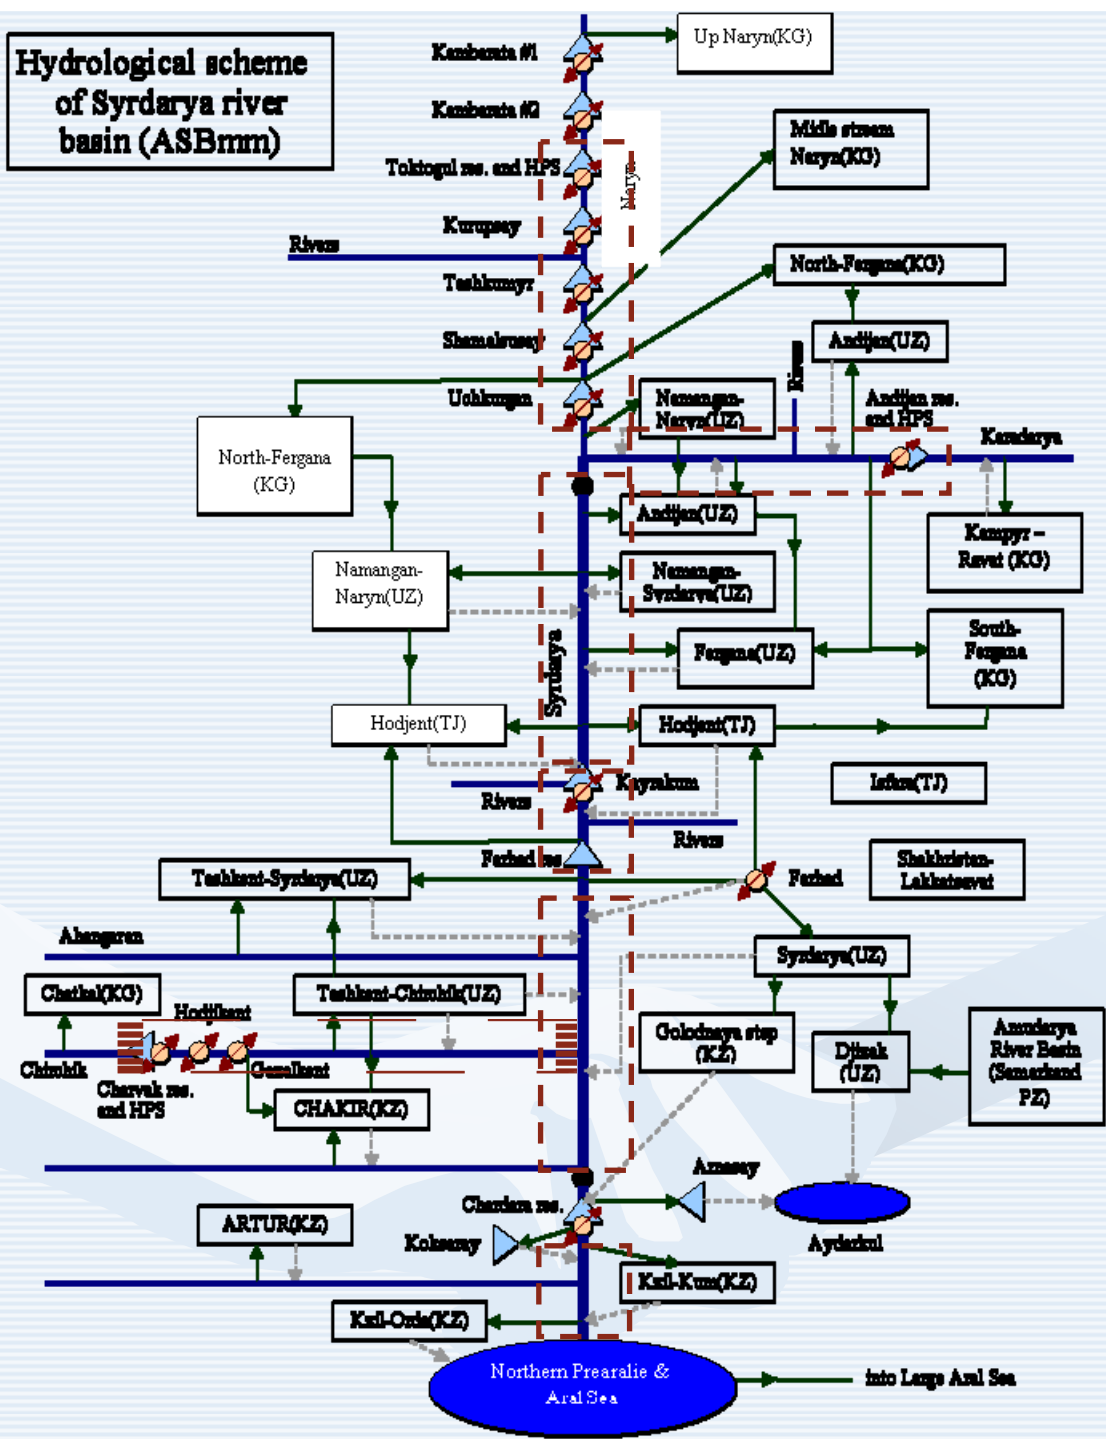 Hydrological scheme
of Syrdarya river
basin (ASBmm)
Kambarata #1
Up Naryn(KG)
Kambarata #2
Midle stream
Naryn(KG)
Toktogul res. and HPS
Naryn
Kurupsay
Rivers
North-Fergana(KG)
Tashkumyr
Shamalsusay
Andijan(UZ)
Rivers
Uchkurgan
Namangan-
Naryn(UZ)
Andijan res.
and HPS
Karadarya
North-Fergana
(KG)
Andijan(UZ)
Kampyr –
Ravat (KG)
Namangan-
Naryn(UZ)
Namangan-
Syrdarya(UZ)
Syrdarya
Fergana(UZ)
South-
Fergana
(KG)
Hodjent(TJ)
Hodjent(TJ)
Kayrakum
Isfara(TJ)
Rivers
Rivers
Farhad res.
Shakhristan-
Tashkent-Syrdarya(UZ)
Farhad
Ahangaran
Syrdarya(UZ)
Chatkal(KG)
Tashkent-Chirchik(UZ)
Hodjikent
Golodnaya step
(KZ)
Djizak
(UZ)
Amudarya
River Basin
(Samarkand
PZ)
Chirchik
Gazalkent
Charvak res.
and HPS
CHAKIR(KZ)
Arnasay
Chardara res.
ARTUR(KZ)
Koksaray
Aydarkul
Kzil-Kum(KZ)
Kzil-Orda(KZ)
Northern Prearalie &
Aral Sea
into Large Aral Sea